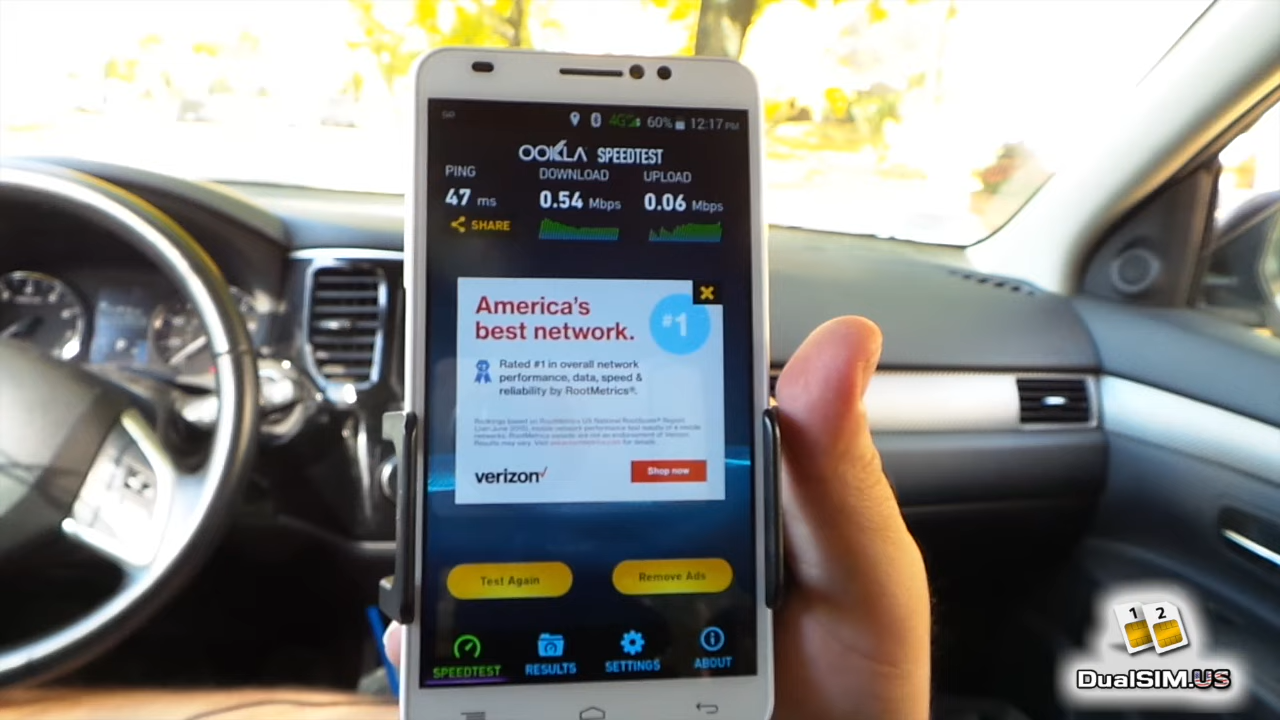 4G 60% 12:17 PM
OOKLA SPEEDTEST
PING DOWNLOAD UPLOAD
47 ms 0.54 Mbps 0.06 Mbps
SHARE
America's
best network.
#1
#1
Rated #1 in overall network
performance, data, speed &
reliability by RootMetrics®.
verizon
Shop now
Test Again Remove Ads
SPEEDTEST RESULTS SETTINGS ABOUT
1 2
DualSIM.US